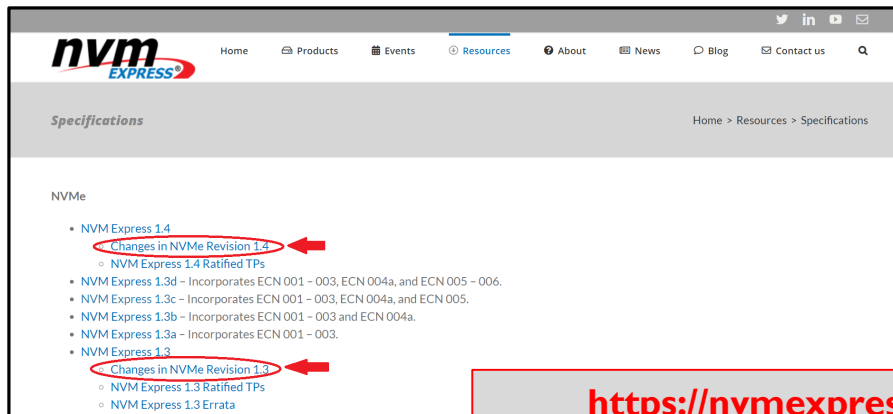 nvm
EXPRESS®
Home Products Events Resources About News Blog Contact us
Specifications
Home > Resources > Specifications
NVMe
NVM Express 1.4
Changes in NVMe Revision 1.4
NVM Express 1.4 Ratified TPs
NVM Express 1.3d – Incorporates ECN 001 – 003, ECN 004a, and ECN 005 – 006.
NVM Express 1.3c – Incorporates ECN 001 – 003, ECN 004a, and ECN 005.
NVM Express 1.3b – Incorporates ECN 001 – 003 and ECN 004a.
NVM Express 1.3a – Incorporates ECN 001 – 003.
NVM Express 1.3
Changes in NVMe Revision 1.3
NVM Express 1.3 Ratified TPs
NVM Express 1.3 Errata
https://nvmexpres